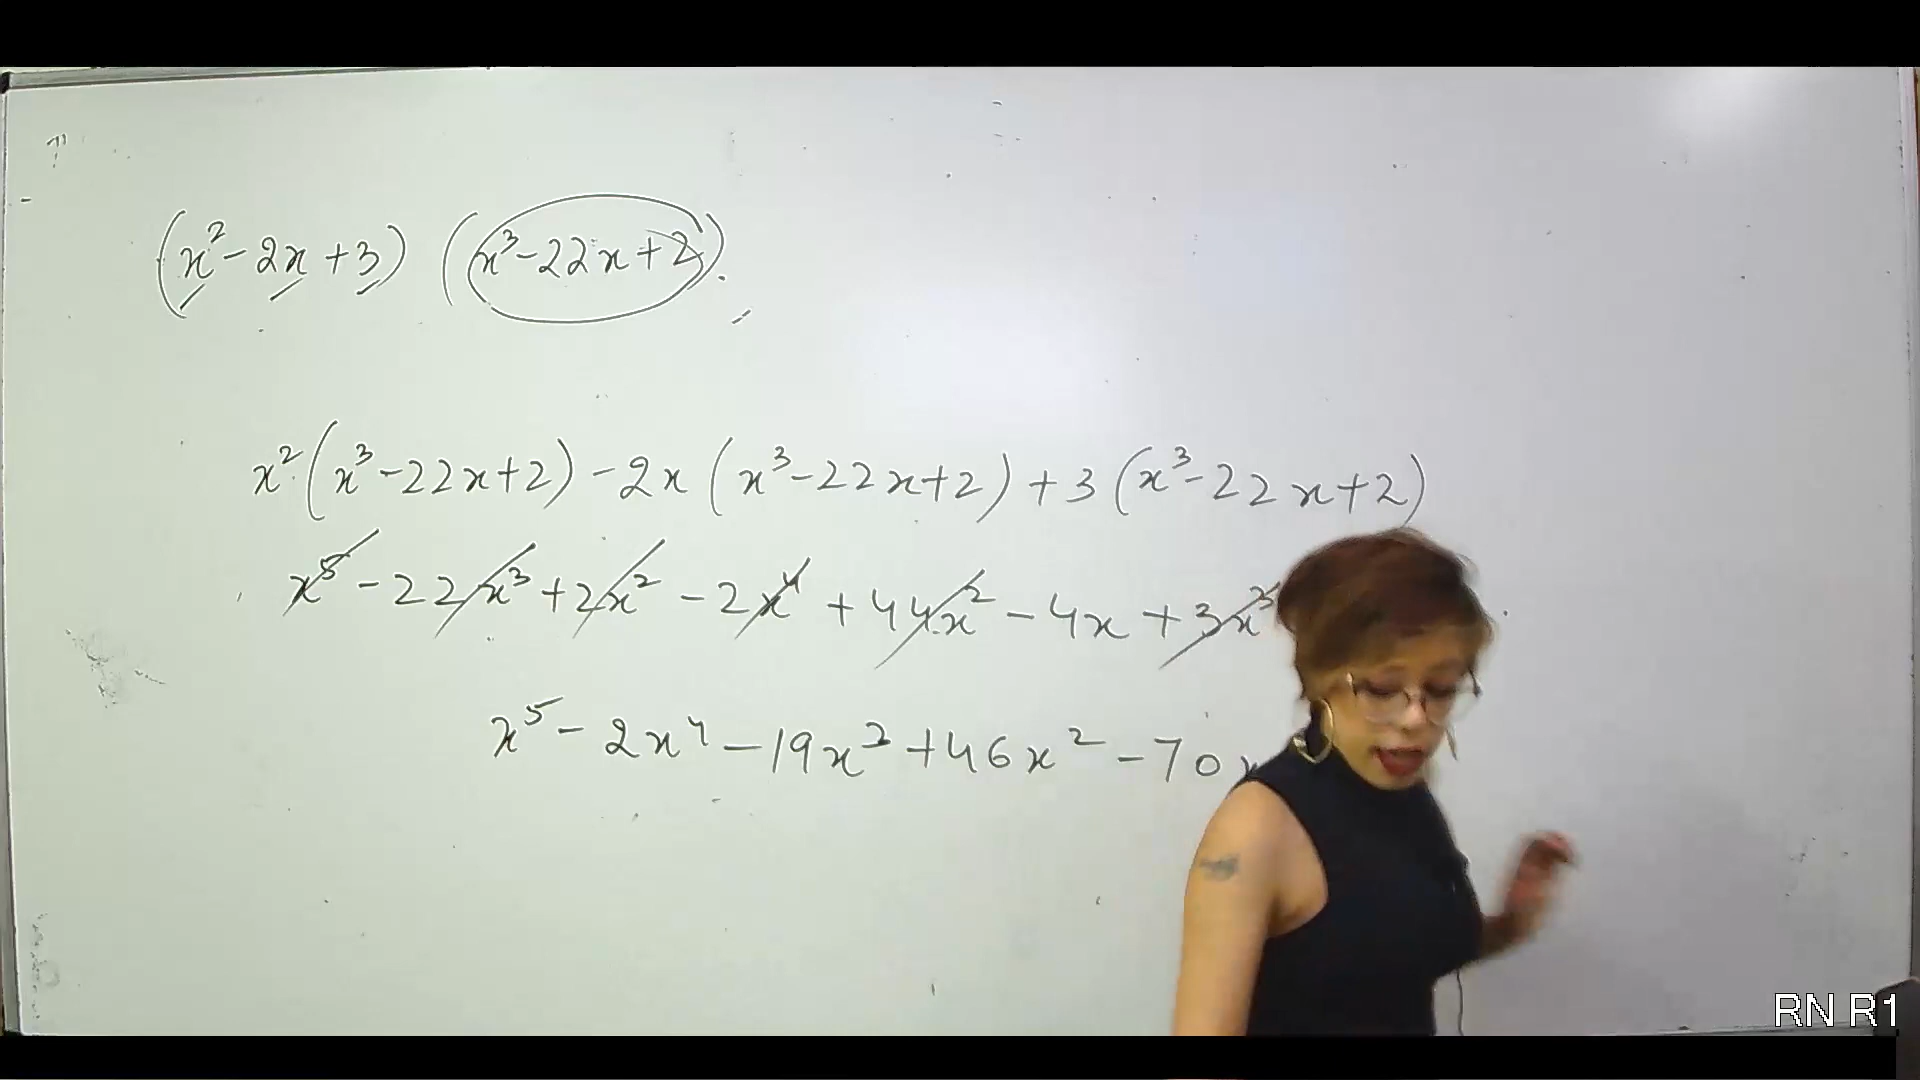 (x² - 2x + 3) (x³ - 22x + 2).
x² (x³ - 22x + 2) - 2x (x³ - 22x + 2) + 3 (x³ - 22x + 2)
x⁵ - 22x³ + 2x² - 2x⁴ + 44x² - 4x + 3x³
x⁵ - 2x⁴ - 19x³ + 46x² - 70x
RN R1